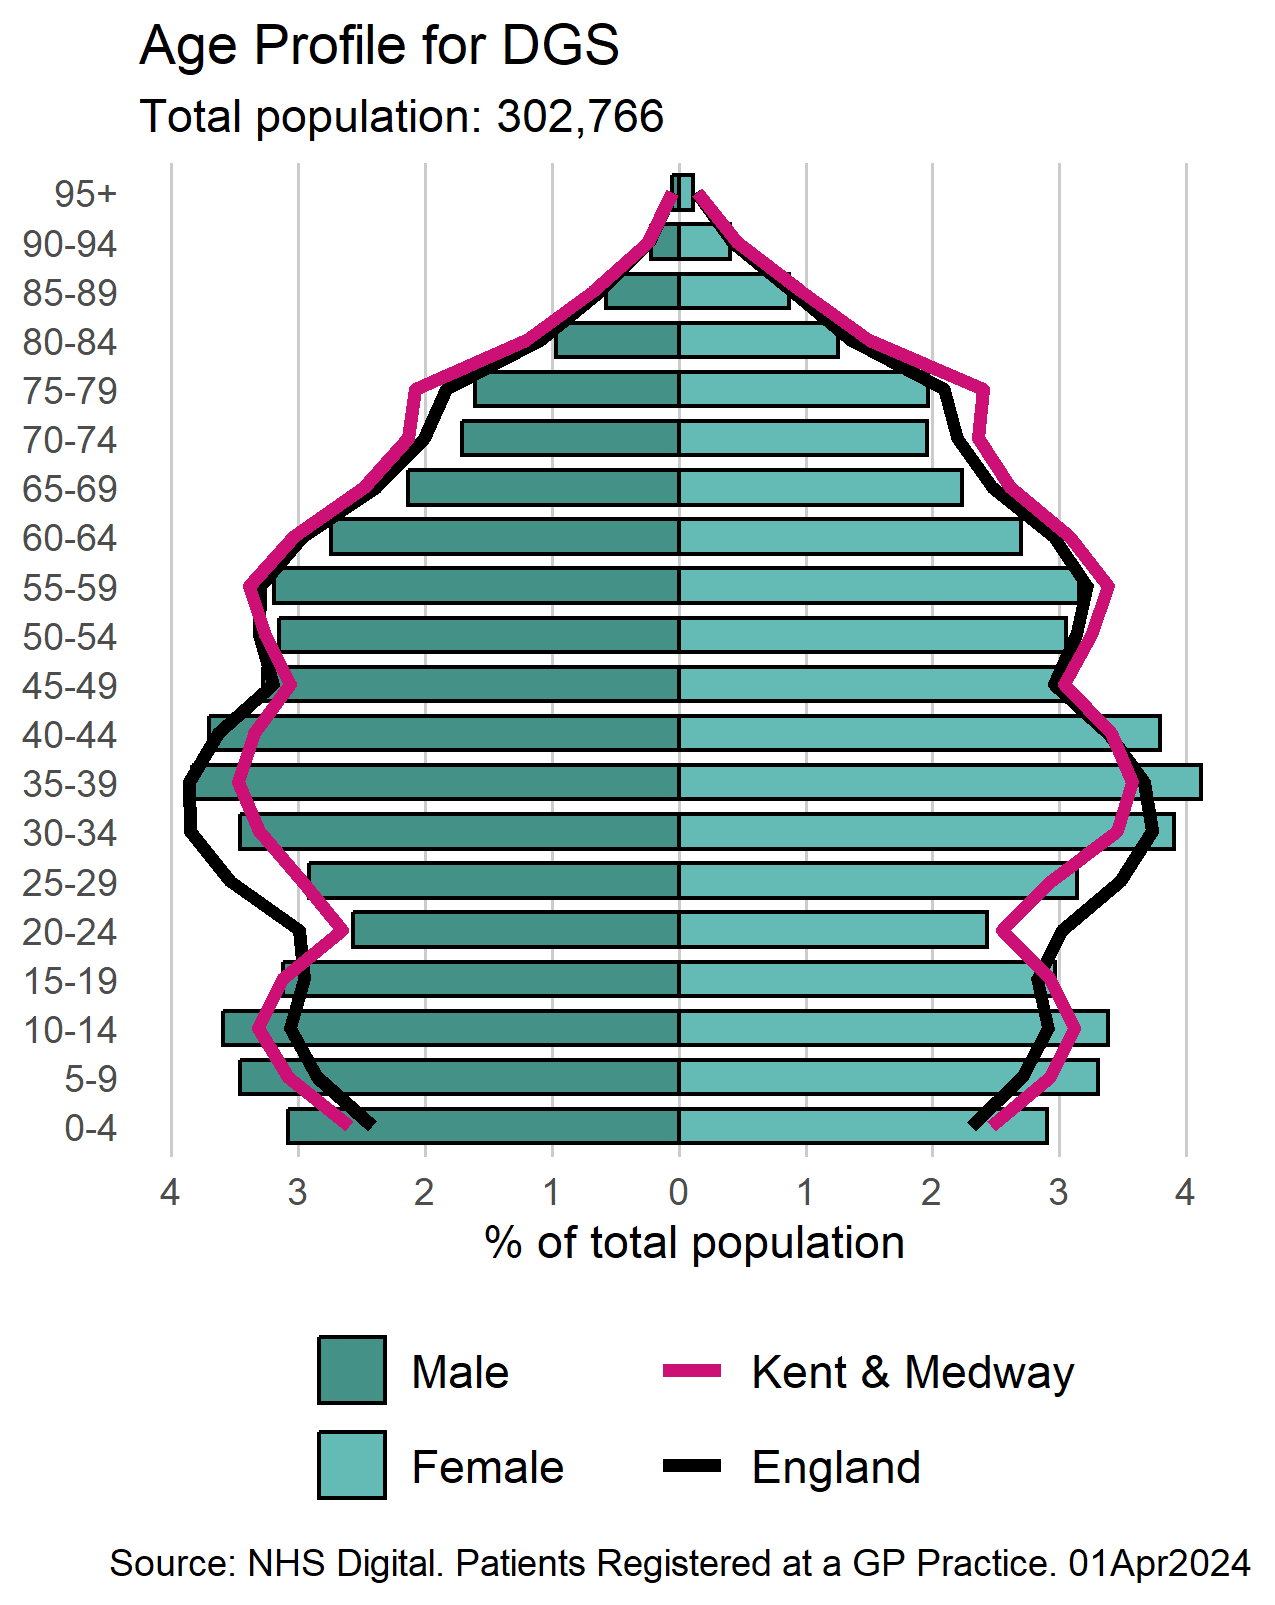 Age Profile for DGS
Total population: 302,766
95+
90-94
85-89
80-84
75-79
70-74
65-69
60-64
55-59
50-54
45-49
40-44
35-39
30-34
25-29
20-24
15-19
10-14
5-9
0-4
4 3 2 1 0 1 2 3 4
% of total population
Male Kent & Medway
Female England
Source: NHS Digital. Patients Registered at a GP Practice. 01Apr2024